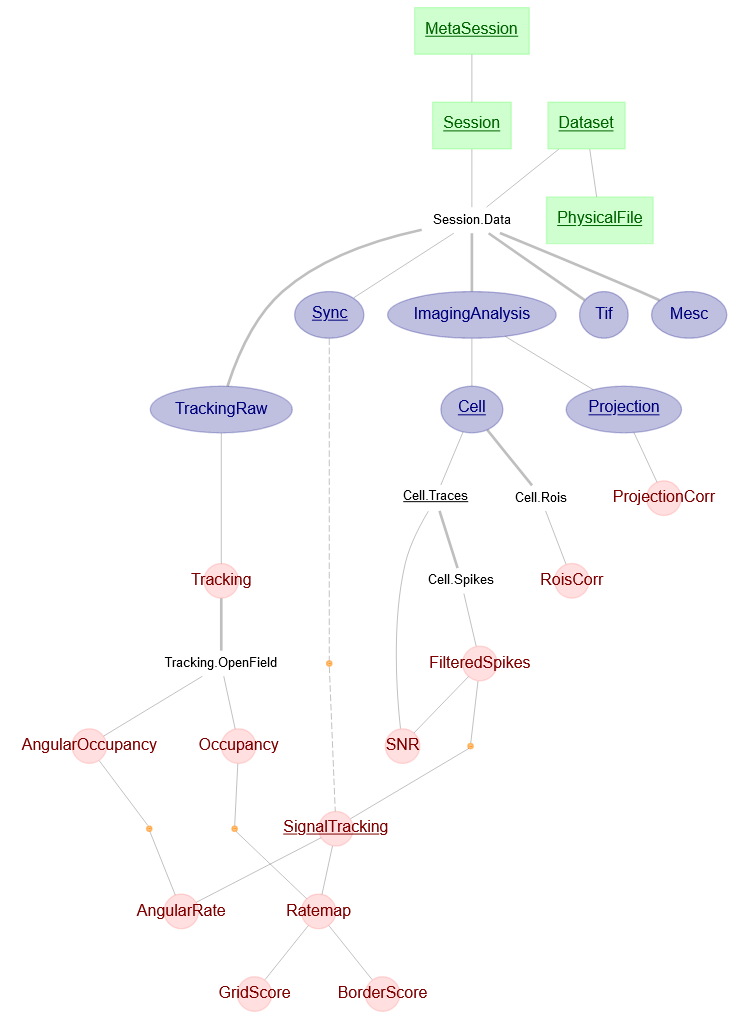 MetaSession
Session
Dataset
Session.Data
PhysicalFile
Sync
ImagingAnalysis
Tif
Mesc
TrackingRaw
Cell
Projection
Cell.Traces
Cell.Rois
ProjectionCorr
Tracking
Cell.Spikes
RoisCorr
Tracking.OpenField
FilteredSpikes
AngularOccupancy
Occupancy
SNR
SignalTracking
AngularRate
Ratemap
GridScore
BorderScore